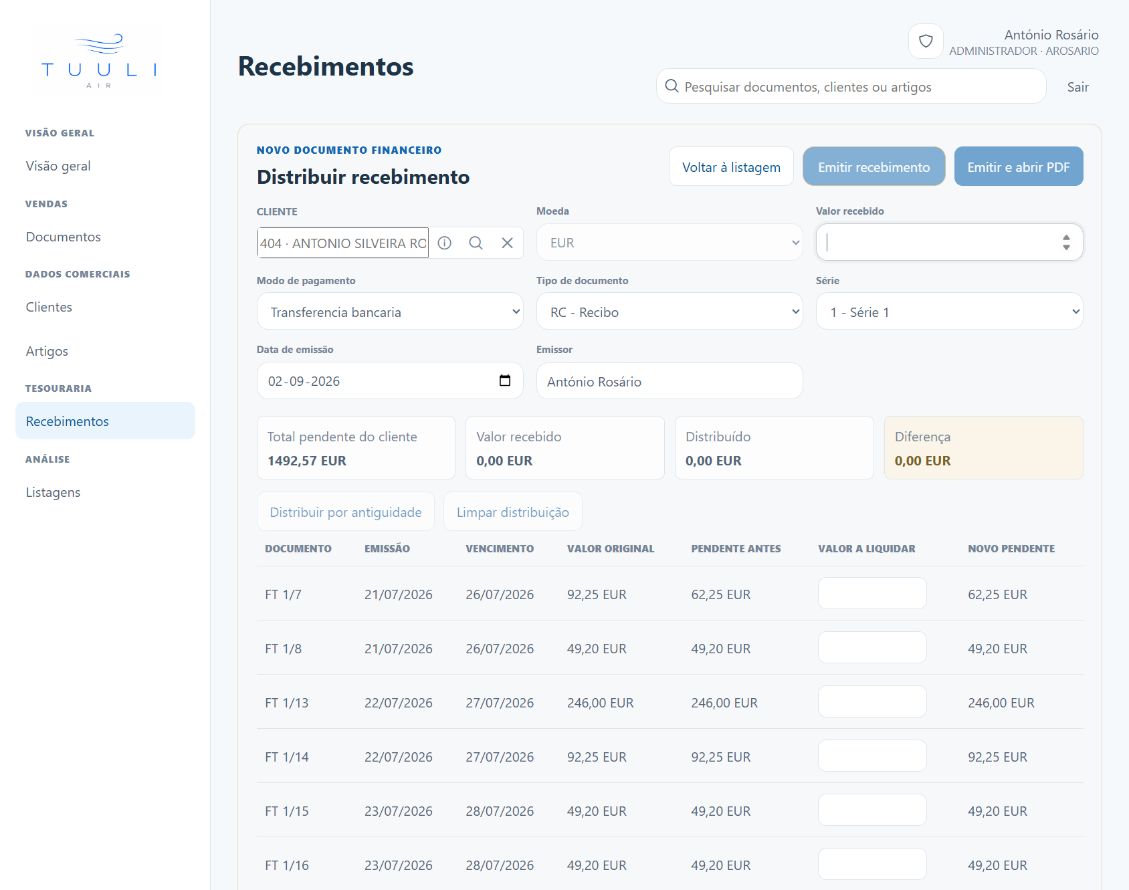 TUULI
AIR
VISÃO GERAL
Visão geral
VENDAS
Documentos
DADOS COMERCIAIS
Clientes
Artigos
TESOURARIA
Recebimentos
ANÁLISE
Listagens
Recebimentos
António Rosário
ADMINISTRADOR · AROSARIO
Pesquisar documentos, clientes ou artigos
Sair
NOVO DOCUMENTO FINANCEIRO
Distribuir recebimento
Voltar à listagem
Emitir recebimento
Emitir e abrir PDF
CLIENTE Moeda Valor recebido
404 · ANTONIO SILVEIRA RO EUR
Modo de pagamento Tipo de documento Série
Transferencia bancaria RC - Recibo 1 - Série 1
Data de emissão Emissor
02-09-2026 António Rosário
Total pendente do cliente Valor recebido Distribuído Diferença
1492,57 EUR 0,00 EUR 0,00 EUR 0,00 EUR
Distribuir por antiguidade Limpar distribuição
DOCUMENTO EMISSÃO VENCIMENTO VALOR ORIGINAL PENDENTE ANTES VALOR A LIQUIDAR NOVO PENDENTE
FT 1/7 21/07/2026 26/07/2026 92,25 EUR 62,25 EUR 62,25 EUR
FT 1/8 21/07/2026 26/07/2026 49,20 EUR 49,20 EUR 49,20 EUR
FT 1/13 22/07/2026 27/07/2026 246,00 EUR 246,00 EUR 246,00 EUR
FT 1/14 22/07/2026 27/07/2026 92,25 EUR 92,25 EUR 92,25 EUR
FT 1/15 23/07/2026 28/07/2026 49,20 EUR 49,20 EUR 49,20 EUR
FT 1/16 23/07/2026 28/07/2026 49,20 EUR 49,20 EUR 49,20 EUR